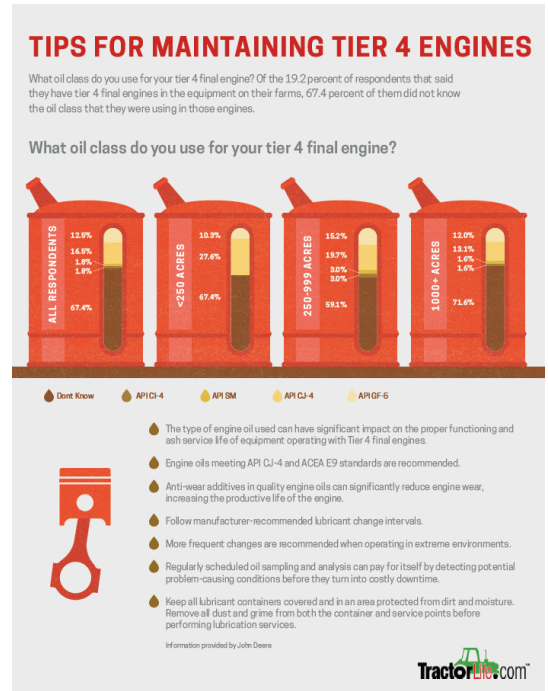 TIPS FOR MAINTAINING TIER 4 ENGINES
What oil class do you use for your tier 4 final engine? Of the 19.2 percent of respondents that said
they have tier 4 final engines in the equipment on their farms, 67.4 percent of them did not know
the oil class that they were using in those engines.
What oil class do you use for your tier 4 final engine?
ALL RESPONDENTS
12.5%
16.5%
1.8%
1.8%
67.4%
<250 ACRES
10.3%
27.6%
67.4%
250-999 ACRES
15.2%
19.7%
3.0%
3.0%
59.1%
1000+ ACRES
12.0%
13.1%
1.6%
1.6%
71.6%
Dont Know API CI-4 API SM API CJ-4 API GF-5
The type of engine oil used can have significant impact on the proper functioning and
ash service life of equipment operating with Tier 4 final engines.
Engine oils meeting API CJ-4 and ACEA E9 standards are recommended.
Anti-wear additives in quality engine oils can significantly reduce engine wear,
increasing the productive life of the engine.
Follow manufacturer-recommended lubricant change intervals.
More frequent changes are recommended when operating in extreme environments.
Regularly scheduled oil sampling and analysis can pay for itself by detecting potential
problem-causing conditions before they turn into costly downtime.
Keep all lubricant containers covered and in an area protected from dirt and moisture.
Remove all dust and grime from both the container and service points before
performing lubrication services.
Information provided by John Deere
TractorLife.com™